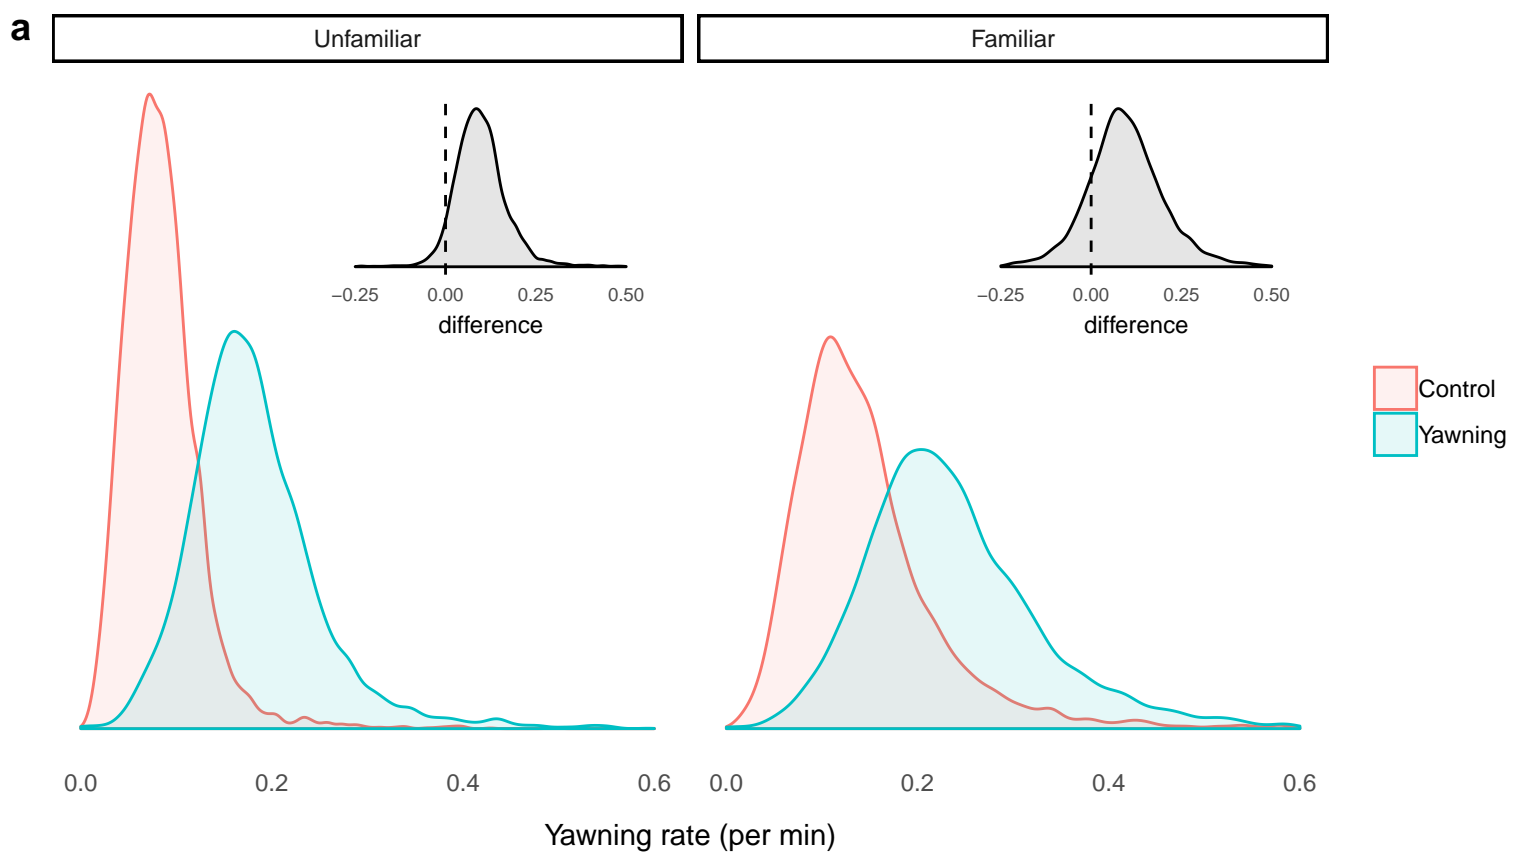 a
Unfamiliar
Familiar
−0.25 0.00 0.25 0.50
difference
−0.25 0.00 0.25 0.50
difference
Control
Yawning
0.0 0.2 0.4 0.6
0.0 0.2 0.4 0.6
Yawning rate (per min)